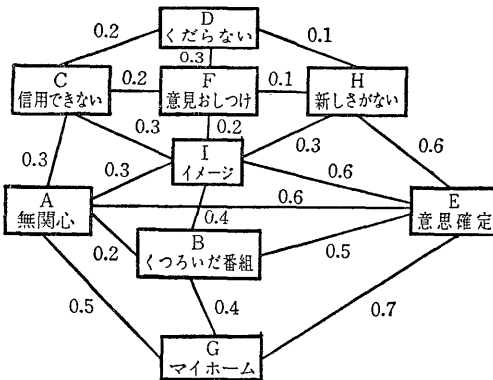 D
くだらない
0.2
0.1
0.3
C
信用できない
0.2
F
意見おしつけ
0.1
H
新しさがない
0.3
0.2
0.3
0.6
0.3
0.3
I
イメージ
0.6
A
無関心
0.6
E
意思確定
0.4
0.2
B
くつろいだ番組
0.5
0.5
0.4
0.7
G
マイホーム